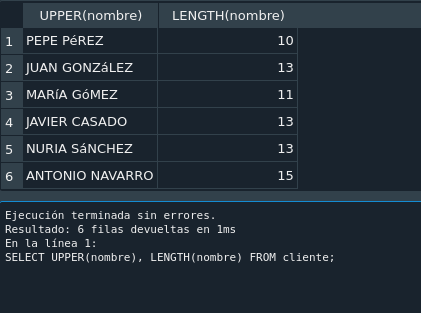 UPPER(nombre) LENGTH(nombre)
1 PEPE PéREZ 10
2 JUAN GONZáLEZ 13
3 MARíA GóMEZ 11
4 JAVIER CASADO 13
5 NURIA SáNCHEZ 13
6 ANTONIO NAVARRO 15
Ejecución terminada sin errores.
Resultado: 6 filas devueltas en 1ms
En la línea 1:
SELECT UPPER(nombre), LENGTH(nombre) FROM cliente;